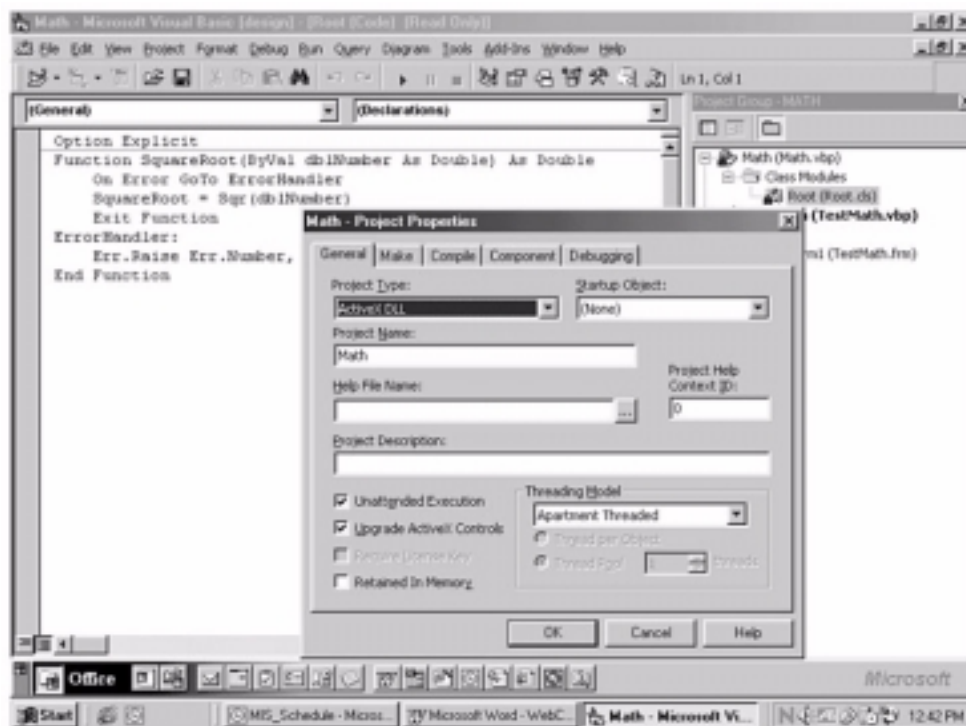 Math - Microsoft Visual Basic [design] - [Root (Code) (Read Only)]
File Edit View Project Format Debug Run Query Diagram Tools Add-Ins Window Help
Ln 1, Col 1
(General)
(Declarations)
Project Group - MATH
Option Explicit
Function SquareRoot(ByVal dblNumber As Double) As Double
On Error GoTo ErrorHandler
SquareRoot = Sqr(dblNumber)
Exit Function
ErrorHandler:
Err.Raise Err.Number,
End Function
Math (Math.vbp)
Class Modules
Root (Root.cls)
(TestMath.vbp)
(TestMath.frm)
Math - Project Properties
General Make Compile Component Debugging
Project Type:
ActiveX DLL
Startup Object:
(None)
Project Name:
Math
Help File Name:
...
Project Help
Context ID:
0
Project Description:
Unattended Execution
Upgrade ActiveX Controls
Require License Key
Retained In Memory
Threading Model
Apartment Threaded
Thread per Object
Thread Pool 1 threads
OK Cancel Help
Office
Microsoft
Start
MIS_Schedule - Micros...
Microsoft Word - WebC...
Math - Microsoft Vi...
12:42 PM